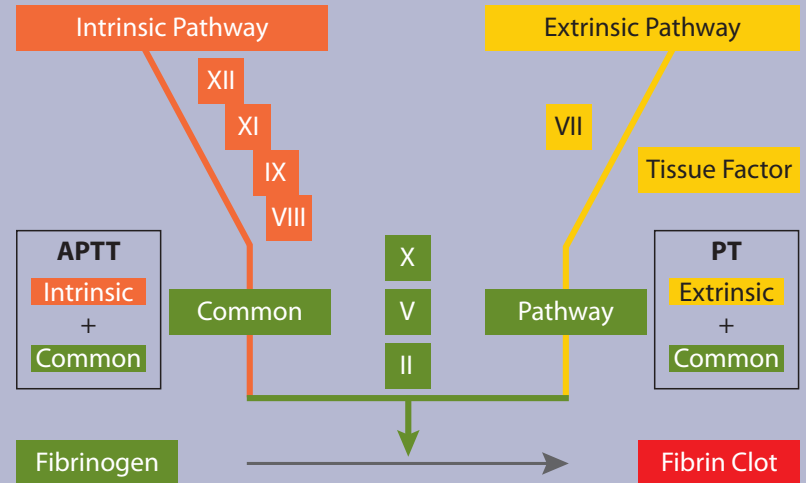 Intrinsic Pathway
Extrinsic Pathway
XII
XI
IX
VIII
VII
Tissue Factor
APTT
Intrinsic
+
Common
Common
X
V
II
Pathway
PT
Extrinsic
+
Common
Fibrinogen
Fibrin Clot